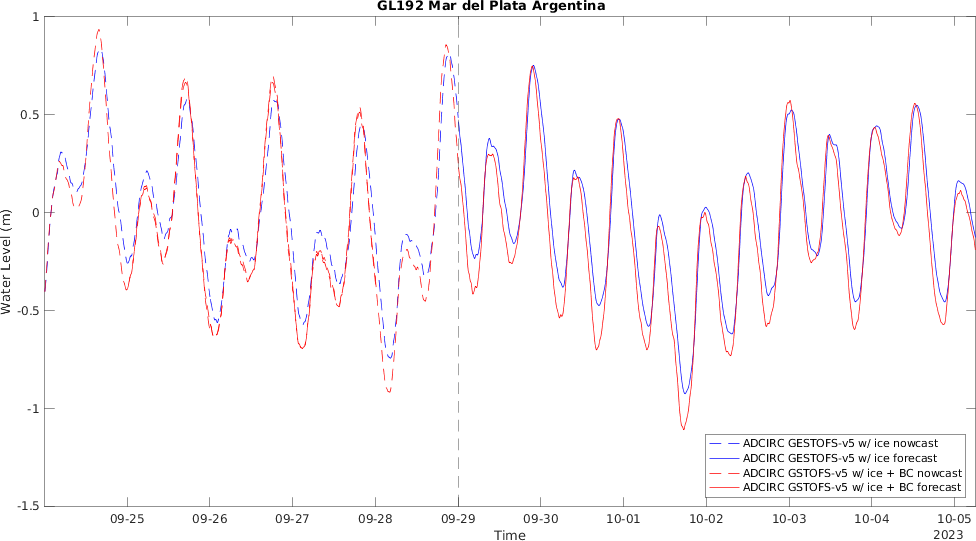 GL192 Mar del Plata Argentina
1
0.5
0
-0.5
-1
-1.5
Water Level (m)
ADCIRC GESTOFS-v5 w/ ice nowcast
ADCIRC GESTOFS-v5 w/ ice forecast
ADCIRC GSTOFS-v5 w/ ice + BC nowcast
ADCIRC GSTOFS-v5 w/ ice + BC forecast
09-25 09-26 09-27 09-28 09-29 09-30 10-01 10-02 10-03 10-04 10-05
Time 2023